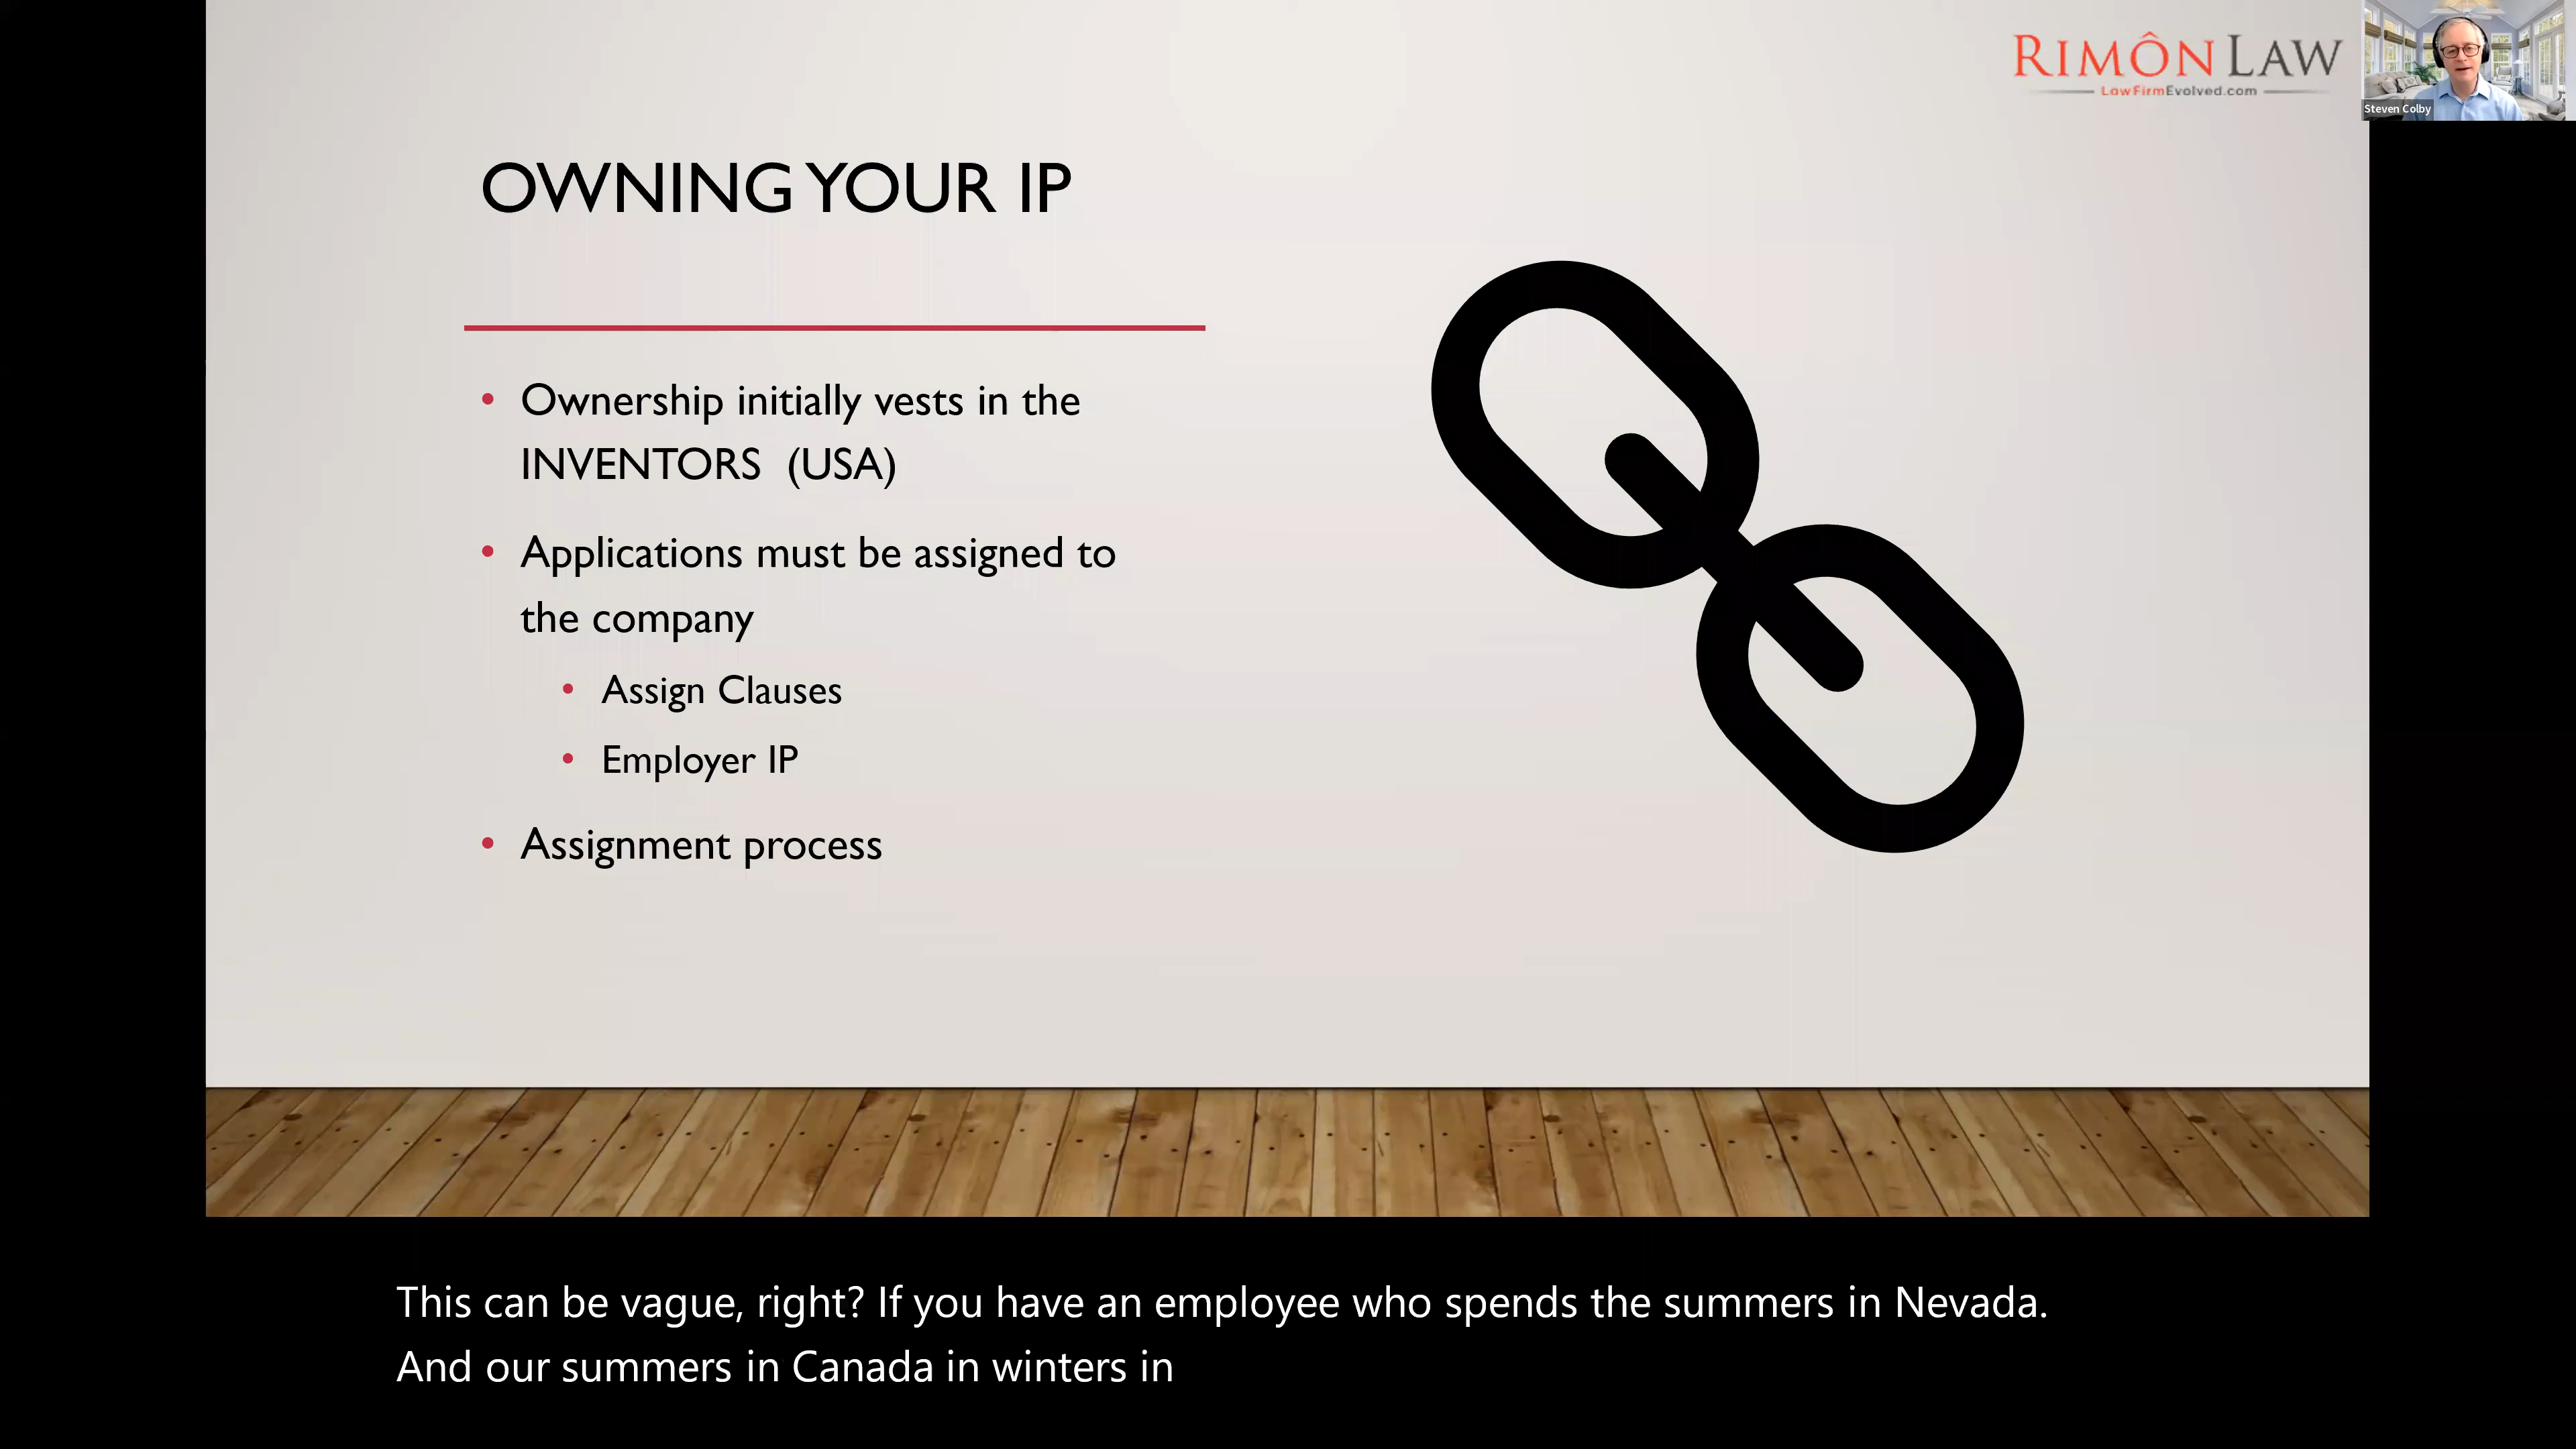 RIMÔN LAW
LawFirmEvolved.com
Steven Colby
OWNING YOUR IP
• Ownership initially vests in the
INVENTORS (USA)
• Applications must be assigned to
the company
• Assign Clauses
• Employer IP
• Assignment process
This can be vague, right? If you have an employee who spends the summers in Nevada.
And our summers in Canada in winters in